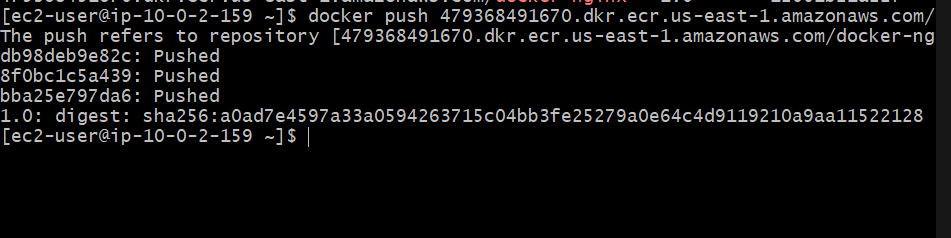 [ec2-user@ip-10-0-2-159 ~]$ docker push 479368491670.dkr.ecr.us-east-1.amazonaws.com/
The push refers to repository [479368491670.dkr.ecr.us-east-1.amazonaws.com/docker-ng
db98deb9e82c: Pushed
8f0bc1c5a439: Pushed
bba25e797da6: Pushed
1.0: digest: sha256:a0ad7e4597a33a0594263715c04bb3fe25279a0e64c4d9119210a9aa11522128
[ec2-user@ip-10-0-2-159 ~]$